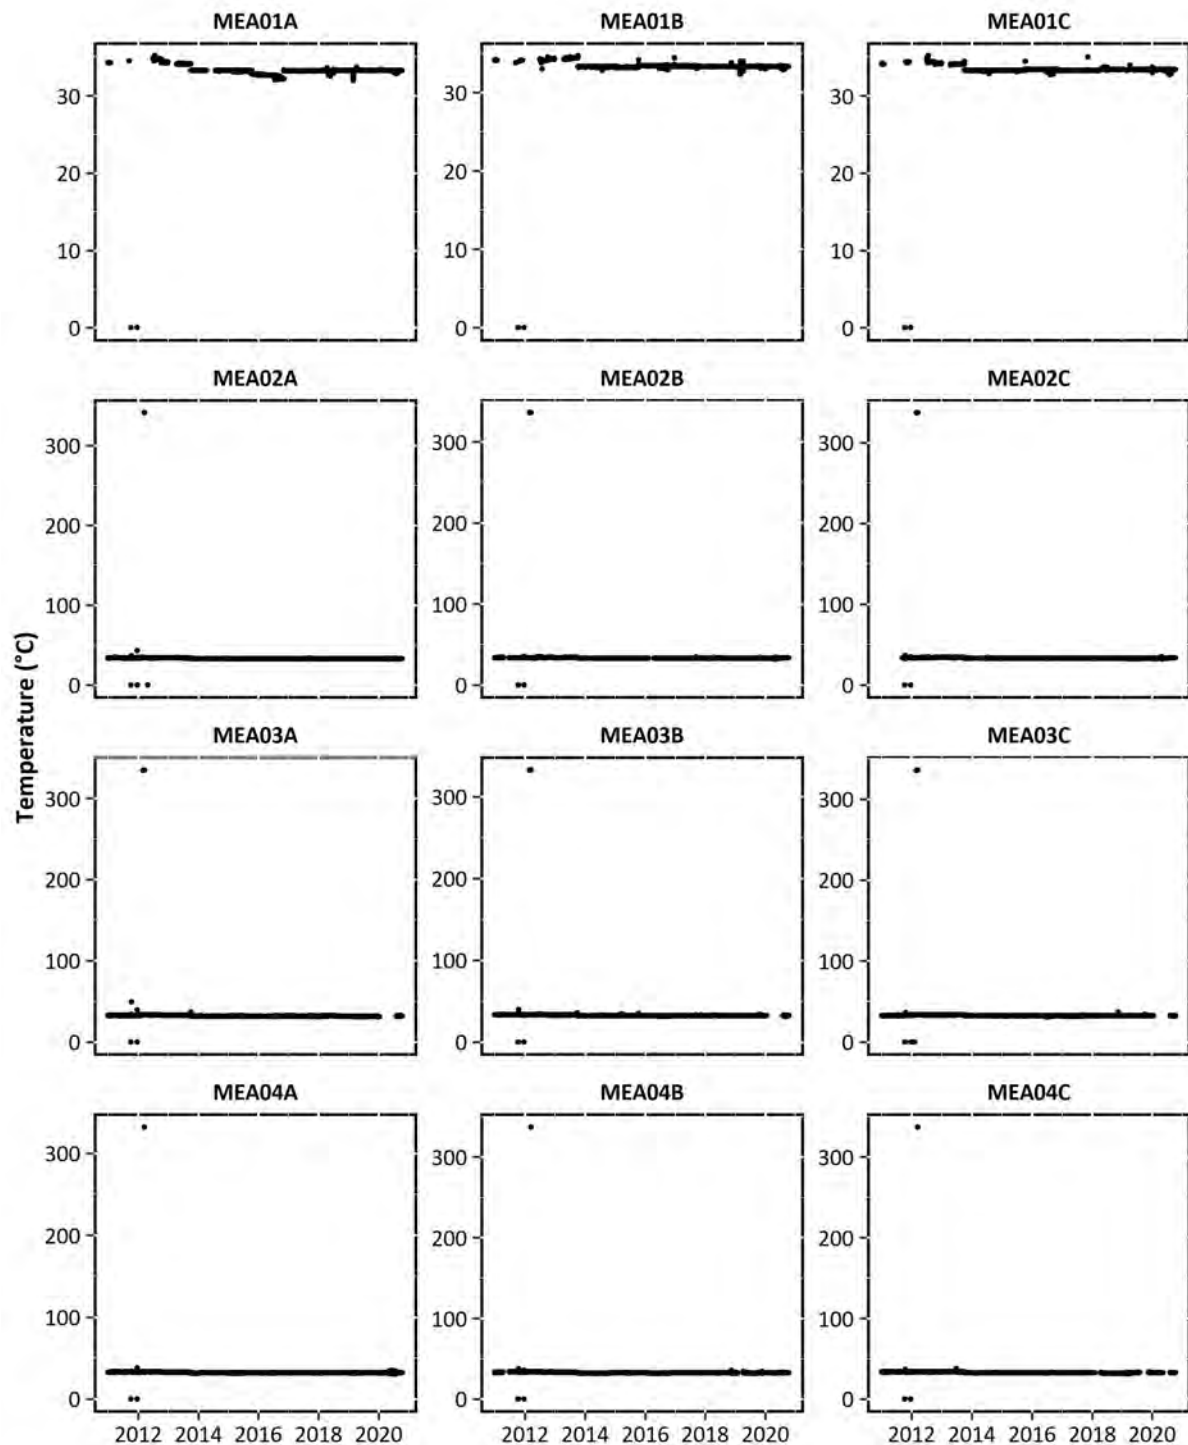 MEA01A MEA01B MEA01C
30 30 30
20 20 20
10 10 10
0 0 0
MEA02A MEA02B MEA02C
300 300 300
200 200 200
100 100 100
0 0 0
Temperature (°C)
MEA03A MEA03B MEA03C
300 300 300
200 200 200
100 100 100
0 0 0
MEA04A MEA04B MEA04C
300 300 300
200 200 200
100 100 100
0 0 0
2012 2014 2016 2018 2020 2012 2014 2016 2018 2020 2012 2014 2016 2018 2020